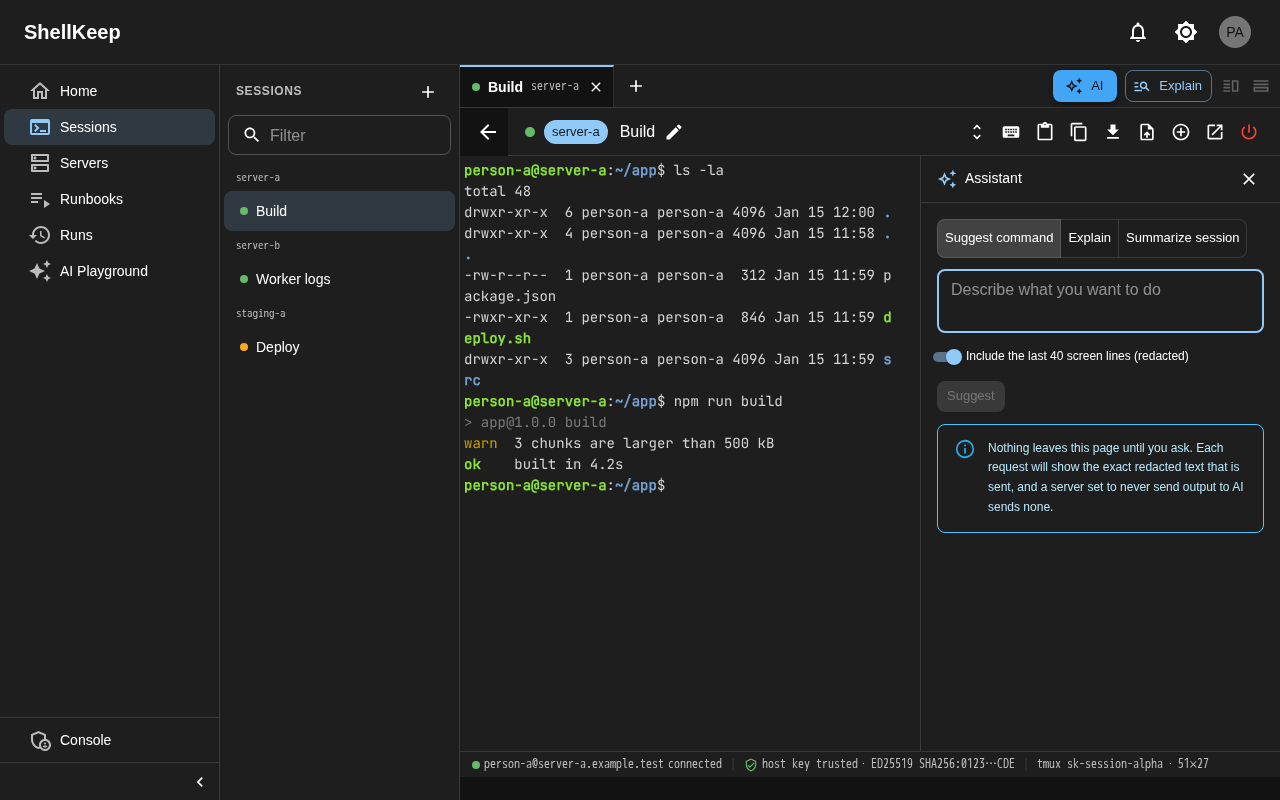 ShellKeep
PA
Home
Sessions
Servers
Runbooks
Runs
AI Playground
Console
SESSIONS
Filter
server-a
Build
server-b
Worker logs
staging-a
Deploy
Build server-a
AI
Explain
server-a
Build
person-a@server-a:~/app$ ls -la
total 48
drwxr-xr-x  6 person-a person-a 4096 Jan 15 12:00 .
drwxr-xr-x  4 person-a person-a 4096 Jan 15 11:58 .
.
-rw-r--r--  1 person-a person-a  312 Jan 15 11:59 p
ackage.json
-rwxr-xr-x  1 person-a person-a  846 Jan 15 11:59 d
eploy.sh
drwxr-xr-x  3 person-a person-a 4096 Jan 15 11:59 s
rc
person-a@server-a:~/app$ npm run build
> app@1.0.0 build
warn  3 chunks are larger than 500 kB
ok    built in 4.2s
person-a@server-a:~/app$
Assistant
Suggest command
Explain
Summarize session
Describe what you want to do
Include the last 40 screen lines (redacted)
Suggest
Nothing leaves this page until you ask. Each
request will show the exact redacted text that is
sent, and a server set to never send output to AI
sends none.
person-a@server-a.example.test connected
host key trusted · ED25519 SHA256:0123···CDE
tmux sk-session-alpha · 51×27